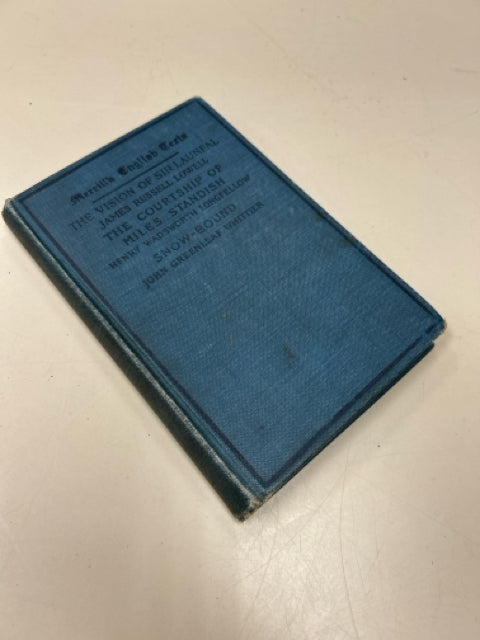 Merrill's English Texts
THE VISION OF SIR LAUNFAL
JAMES RUSSELL LOWELL
THE COURTSHIP OF
MILES STANDISH
HENRY WADSWORTH LONGFELLOW
SNOW-BOUND
JOHN GREENLEAF WHITTIER